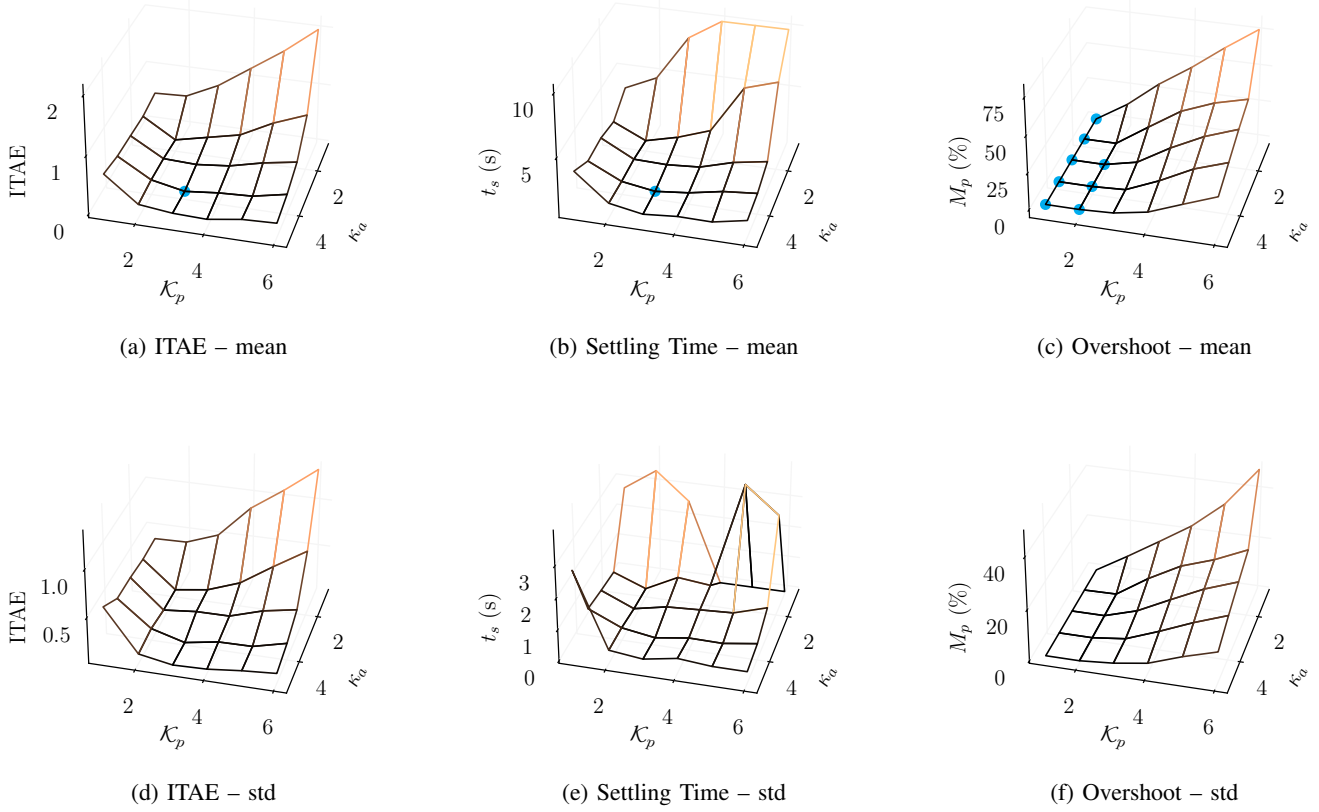 2
1
0
ITAE
2
4
6
𝒦ₚ
2
4
κₐ
(a) ITAE – mean
10
5
tₛ (s)
2
4
6
𝒦ₚ
2
4
κₐ
(b) Settling Time – mean
75
50
25
0
Mₚ (%)
2
4
6
𝒦ₚ
2
4
κₐ
(c) Overshoot – mean
1.0
0.5
ITAE
2
4
6
𝒦ₚ
2
4
κₐ
(d) ITAE – std
3
2
1
0
tₛ (s)
2
4
6
𝒦ₚ
2
4
κₐ
(e) Settling Time – std
40
20
0
Mₚ (%)
2
4
6
𝒦ₚ
2
4
κₐ
(f) Overshoot – std